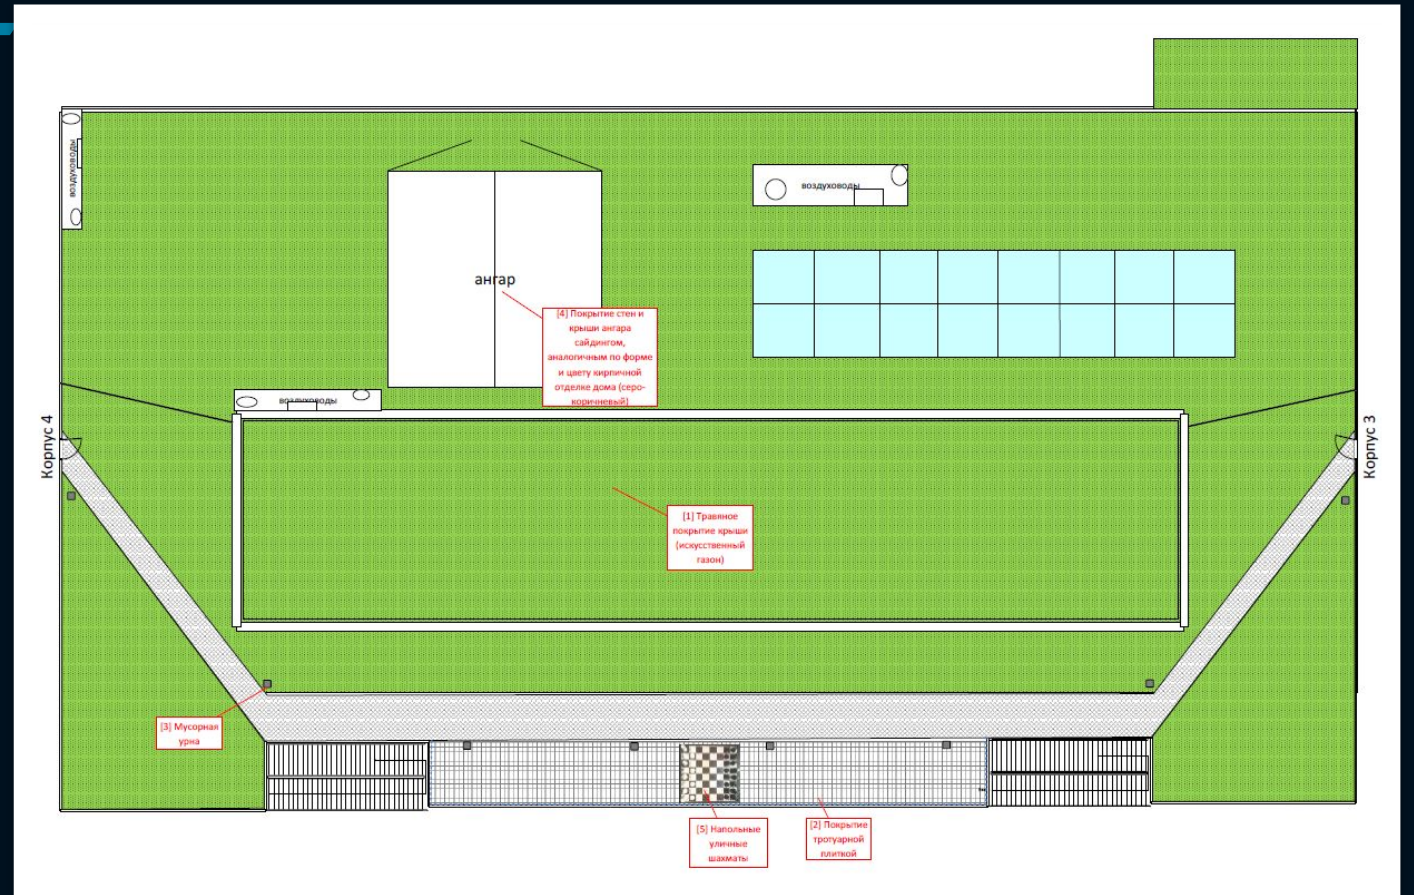 воздуховоды
воздуховоды
ангар
[4] Покрытие стен и
крыши ангара
сайдингом,
аналогичным по форме
и цвету кирпичной
отделке дома (серо-
коричневый)
воздуховоды
Корпус 4
Корпус 3
[1] Травяное
покрытие крыши
(искусственный
газон)
[3] Мусорная
урна
[5] Напольные
уличные
шахматы
[2] Покрытие
тротуарной
плиткой